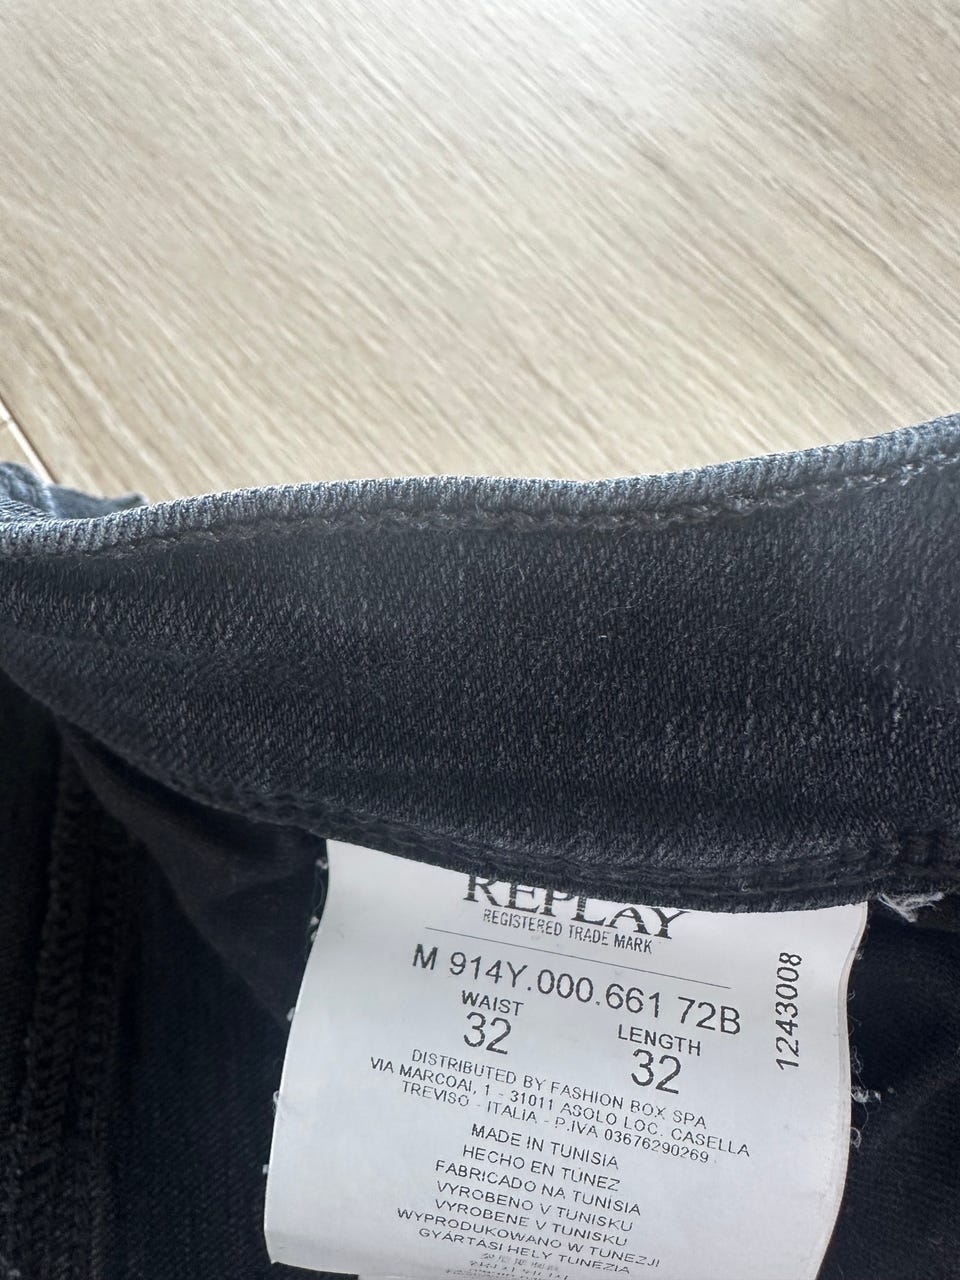 REPLAY
REGISTERED TRADE MARK
M 914Y.000.661 72B
1243008
WAIST
32
LENGTH
32
DISTRIBUTED BY FASHION BOX SPA
VIA MARCOAI, 1 - 31011 ASOLO LOC. CASELLA
TREVISO - ITALIA - P.IVA 03676290269
MADE IN TUNISIA
HECHO EN TÚNEZ
FABRICADO NA TUNÍSIA
VYROBENO V TUNISKU
VYROBENE V TUNISKU
WYPRODUKOWANO W TUNEZJI
GYÁRTÁSI HELY TUNÉZIA